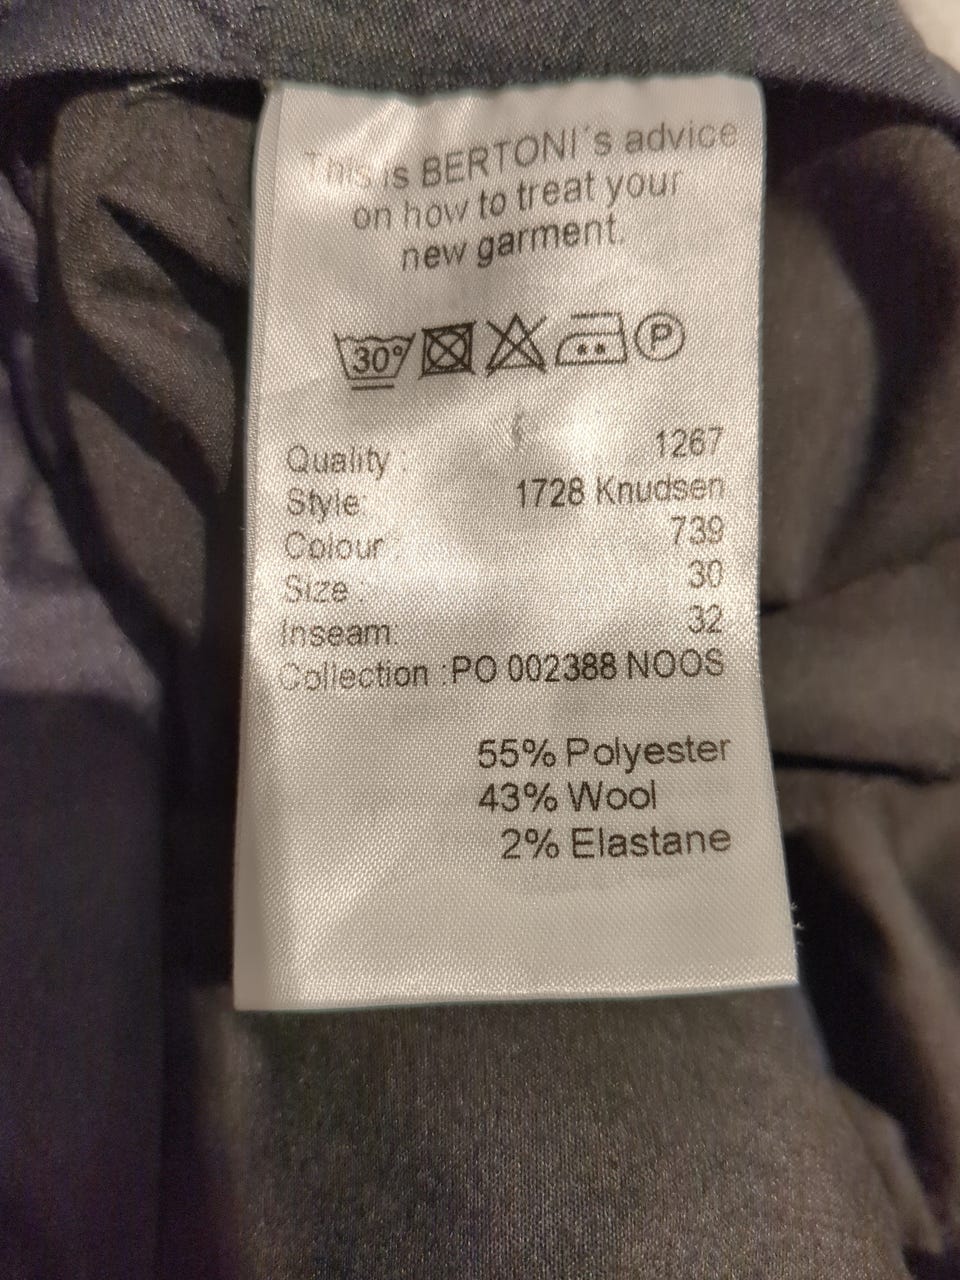 This is BERTONI´s advice
on how to treat your
new garment.
30° P
Quality : 1267
Style: 1728 Knudsen
Colour : 739
Size : 30
Inseam: 32
Collection :PO 002388 NOOS
55% Polyester
43% Wool
2% Elastane